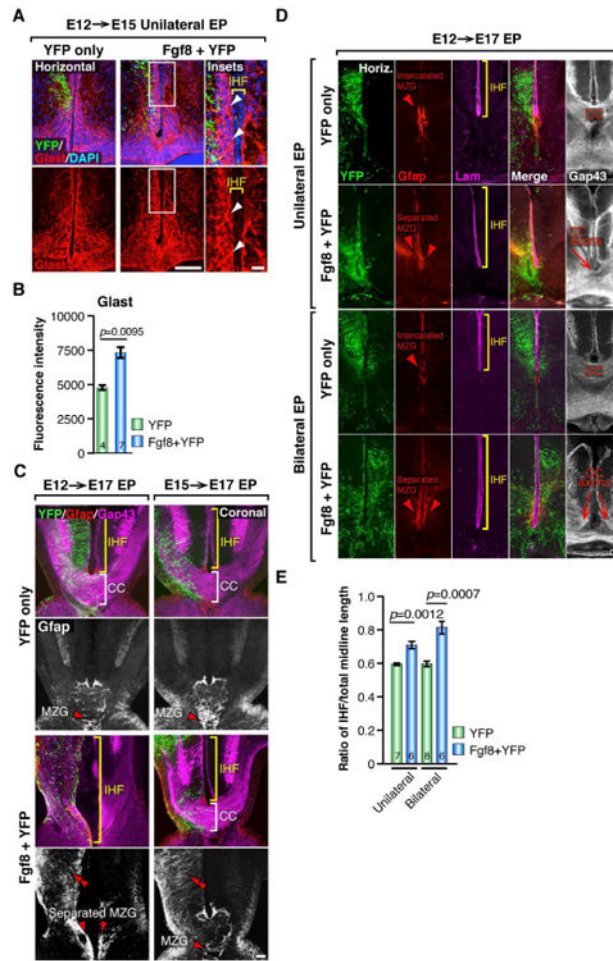 A
E12→E15 Unilateral EP
YFP only
Fgf8 + YFP
Horizontal
Insets
IHF
YFP/
Glast/DAPI
IHF
Glast
B
Glast
Fluorescence intensity
10000
7500
5000
2500
0
p=0.0095
4
7
YFP
Fgf8+YFP
C
E12→E17 EP
E15→E17 EP
YFP only
YFP/Gfap/Gap43
Coronal
IHF
IHF
CC
CC
Gfap
MZG
MZG
Fgf8 + YFP
IHF
IHF
CC
Separated MZG
MZG
D
E12→E17 EP
Unilateral EP
YFP only
Horiz.
Intercalated
MZG
IHF
YFP
Gfap
Lam
Merge
Gap43
Fgf8 + YFP
Separated
MZG
IHF
CC
axons
Bilateral EP
YFP only
Intercalated
MZG
IHF
Fgf8 + YFP
Separated
MZG
IHF
CC
axons
E
Ratio of IHF/total midline length
1.0
0.8
0.6
0.4
0.2
0
p=0.0007
p=0.0012
7
6
8
6
YFP
Fgf8+YFP
Unilateral
Bilateral